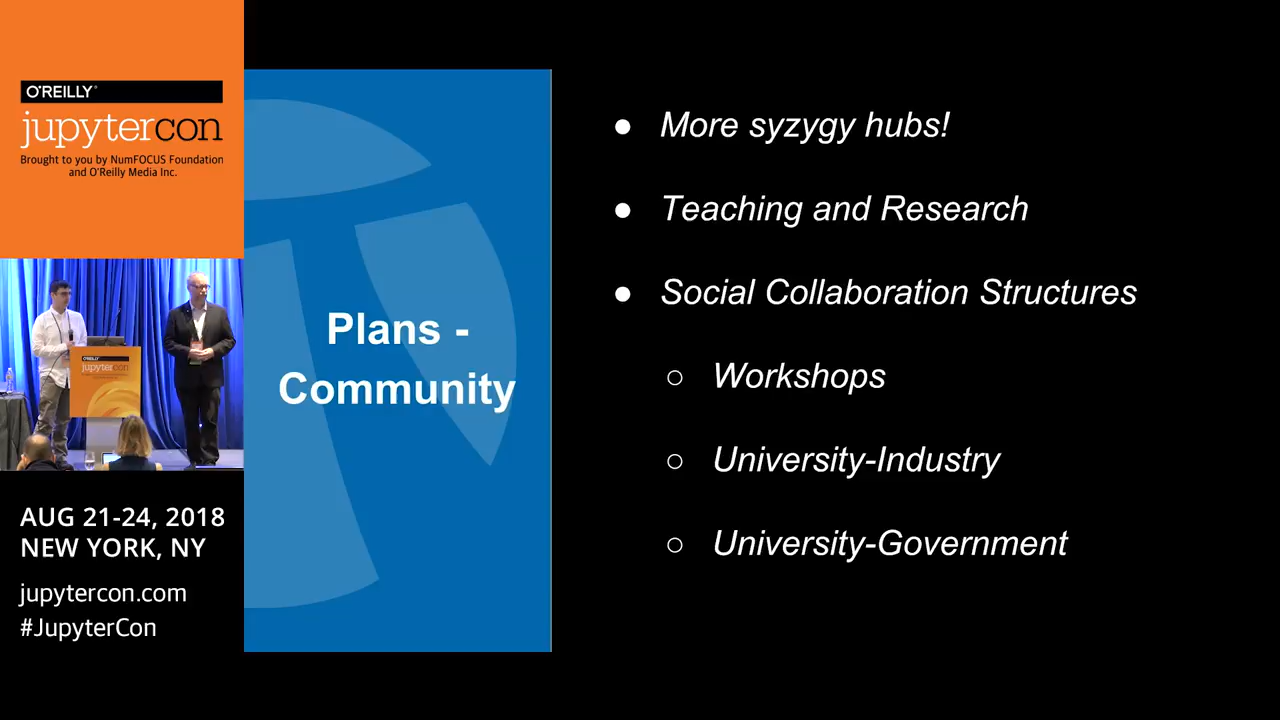 O'REILLY®
jupytercon
Brought to you by NumFOCUS Foundation
and O'Reilly Media Inc.
O'REILLY
jupytercon
AUG 21-24, 2018
NEW YORK, NY
jupytercon.com
#JupyterCon
Plans -
Community
● More syzygy hubs!
● Teaching and Research
● Social Collaboration Structures
○ Workshops
○ University-Industry
○ University-Government